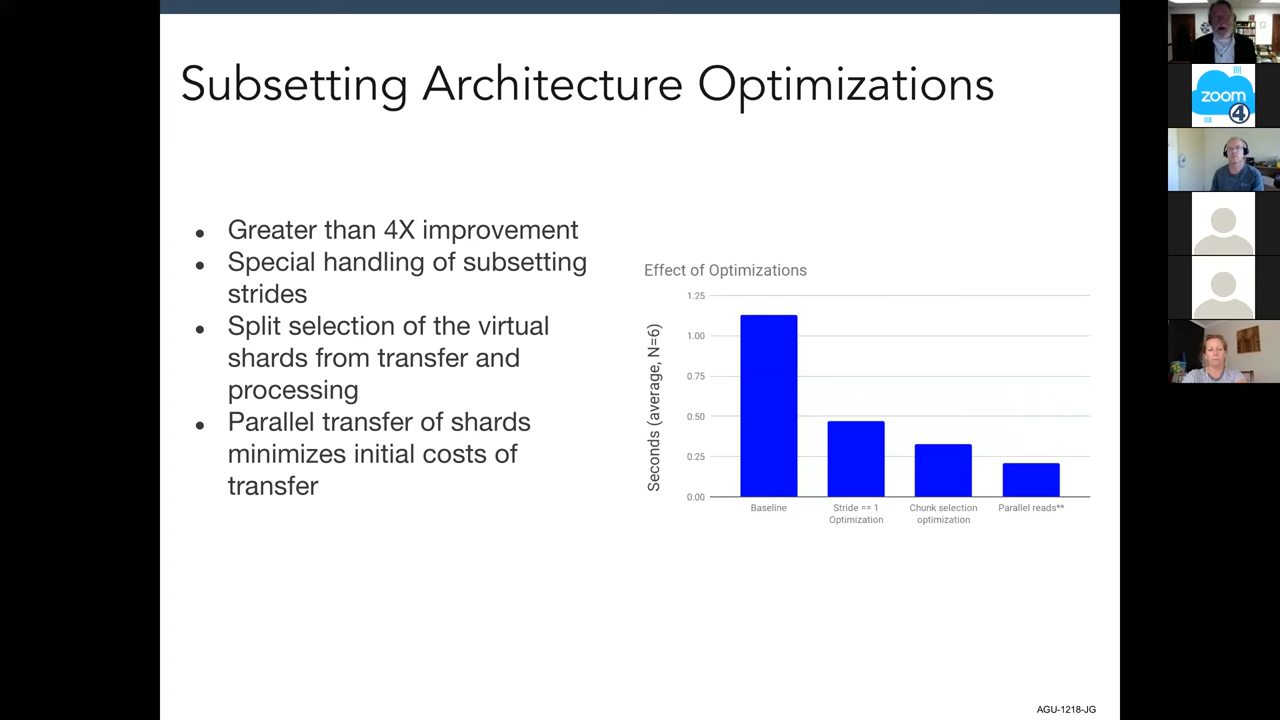 Subsetting Architecture Optimizations
● Greater than 4X improvement
● Special handling of subsetting
strides
● Split selection of the virtual
shards from transfer and
processing
● Parallel transfer of shards
minimizes initial costs of
transfer
Effect of Optimizations
Seconds (average, N=6)
1.25
1.00
0.75
0.50
0.25
0.00
Baseline
Stride == 1
Optimization
Chunk selection
optimization
Parallel reads**
AGU-1218-JG
zoom
4